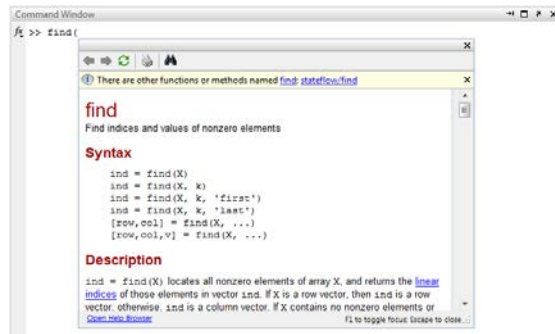 Command Window
fx >> find(
There are other functions or methods named find: stateflow/find
find
Find indices and values of nonzero elements
Syntax
ind = find(X)
ind = find(X, k)
ind = find(X, k, 'first')
ind = find(X, k, 'last')
[row,col] = find(X, ...)
[row,col,v] = find(X, ...)
Description
ind = find(X) locates all nonzero elements of array X, and returns the linear
indices of those elements in vector ind. If X is a row vector, then ind is a row
vector, otherwise, ind is a column vector. If X contains no nonzero elements or
Open Help Browser F1 to toggle focus; Escape to close